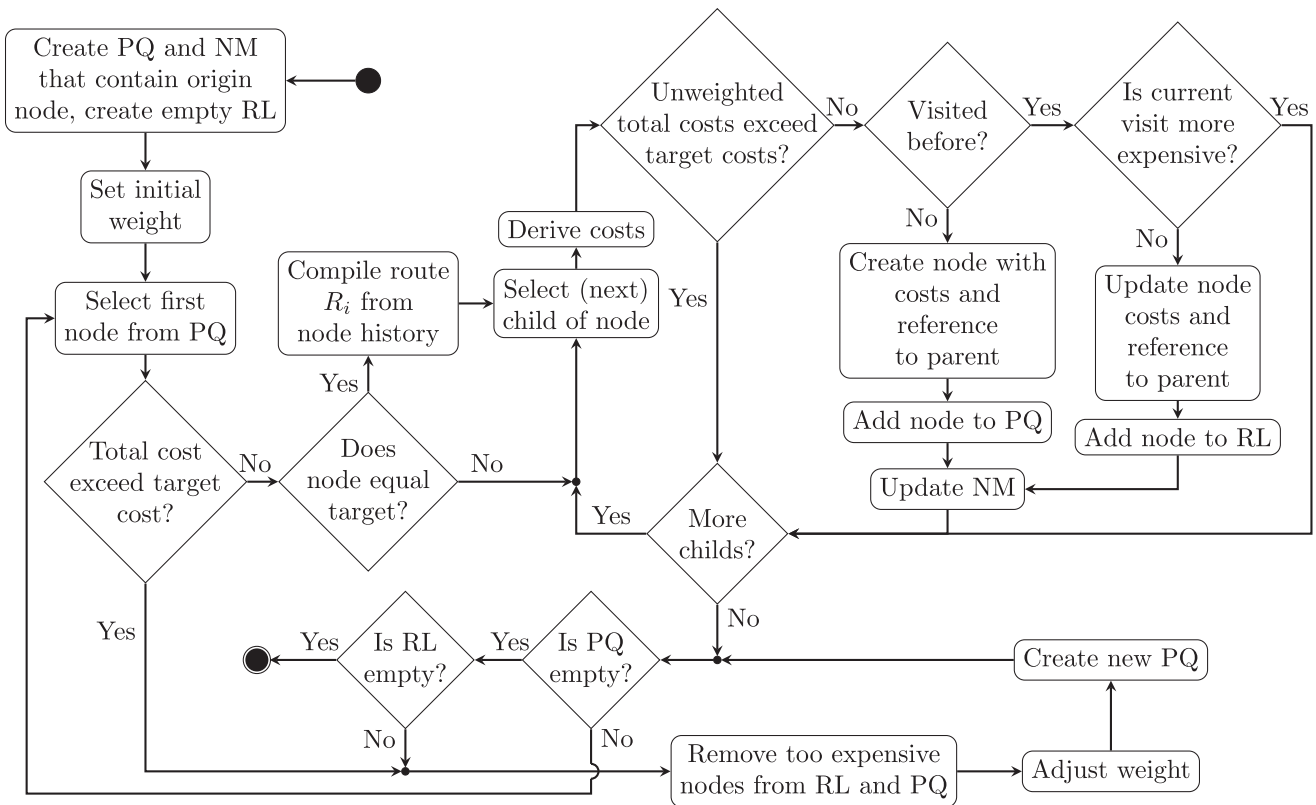 Create PQ and NM
that contain origin
node, create empty RL
Set initial
weight
Select first
node from PQ
Total cost
exceed target
cost?
No
Yes
Does
node equal
target?
Yes
No
Compile route
R_i from
node history
Select (next)
child of node
Derive costs
Unweighted
total costs exceed
target costs?
No
Yes
Visited
before?
Yes
No
Is current
visit more
expensive?
Yes
No
Create node with
costs and
reference
to parent
Add node to PQ
Update NM
Update node
costs and
reference
to parent
Add node to RL
More
childs?
Yes
No
Is PQ
empty?
Yes
No
Is RL
empty?
Yes
No
Remove too expensive
nodes from RL and PQ
Adjust weight
Create new PQ